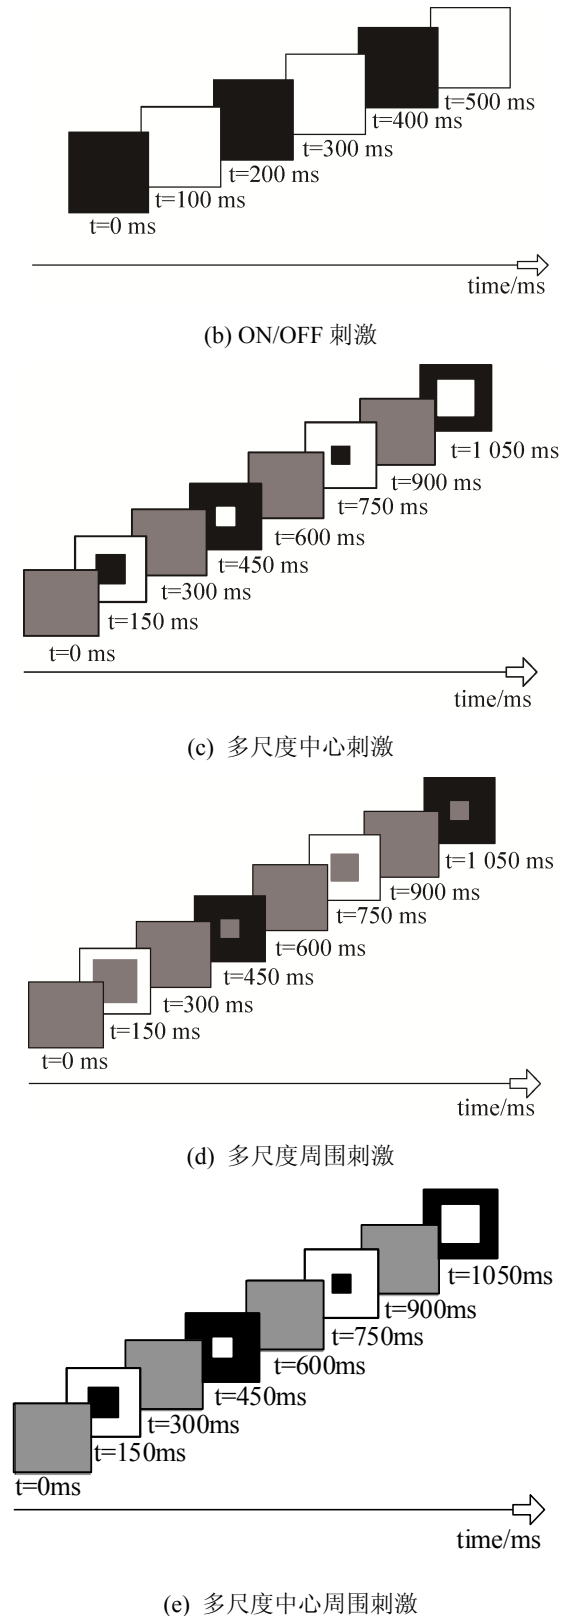 t=500 ms
t=400 ms
t=300 ms
t=200 ms
t=100 ms
t=0 ms
time/ms
(b) ON/OFF 刺激
t=1 050 ms
t=900 ms
t=750 ms
t=600 ms
t=450 ms
t=300 ms
t=150 ms
t=0 ms
time/ms
(c) 多尺度中心刺激
t=1 050 ms
t=900 ms
t=750 ms
t=600 ms
t=450 ms
t=300 ms
t=150 ms
t=0 ms
time/ms
(d) 多尺度周围刺激
t=1050ms
t=900ms
t=750ms
t=600ms
t=450ms
t=300ms
t=150ms
t=0ms
time/ms
(e) 多尺度中心周围刺激